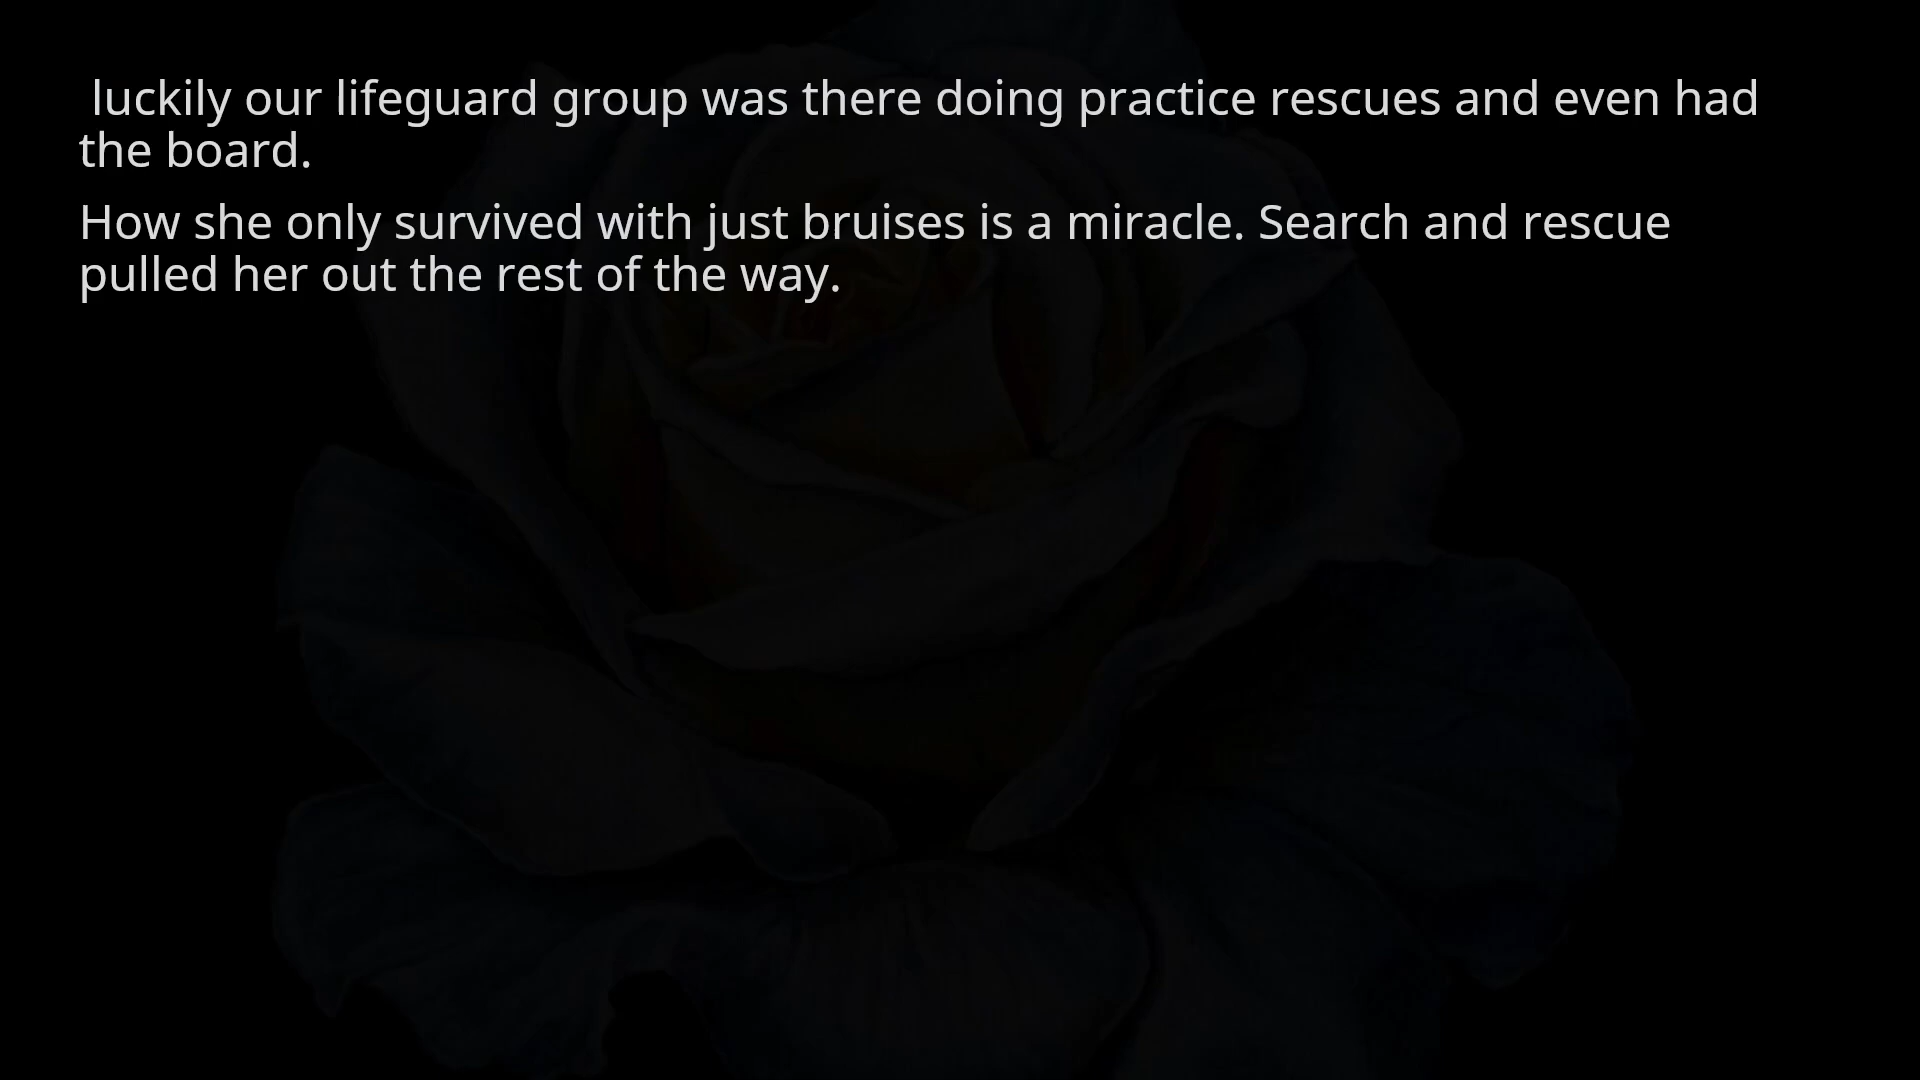 luckily our lifeguard group was there doing practice rescues and even had
the board.
How she only survived with just bruises is a miracle. Search and rescue
pulled her out the rest of the way.